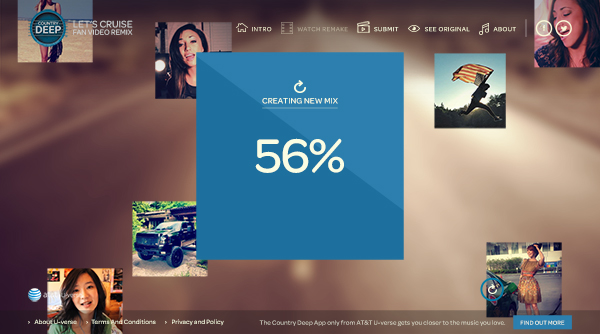 COUNTRY
DEEP
LET'S CRUISE
FAN VIDEO REMIX
INTRO
WATCH REMAKE
SUBMIT
SEE ORIGINAL
ABOUT
f
CREATING NEW MIX
56%
at&t
› About U-verse › Terms And Conditions › Privacy and Policy
The Country Deep App only from AT&T U-verse gets you closer to the music you love.
FIND OUT MORE